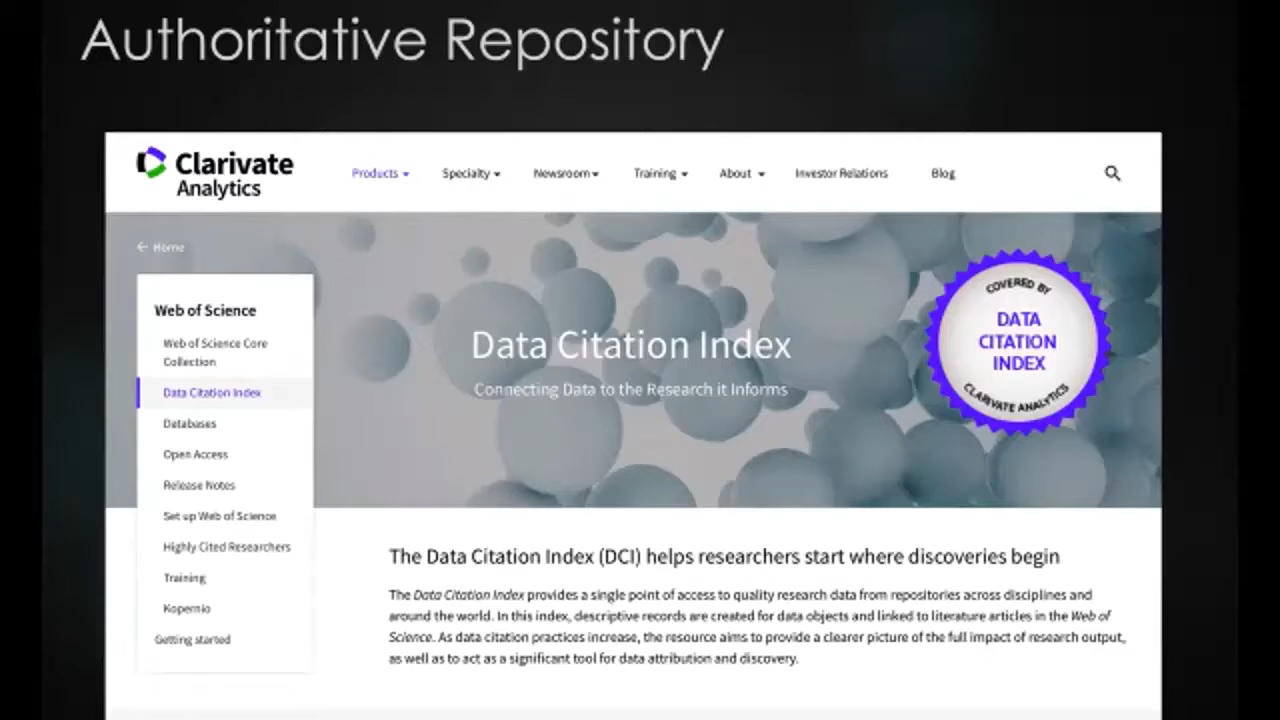 Authoritative Repository
Clarivate
Analytics
Products
Specialty
Newsroom
Training
About
Investor Relations
Blog
← Home
Web of Science
Web of Science Core
Collection
Data Citation Index
Databases
Open Access
Release Notes
Set up Web of Science
Highly Cited Researchers
Training
Kopernio
Getting started
Data Citation Index
Connecting Data to the Research it Informs
COVERED BY
DATA
CITATION
INDEX
CLARIVATE ANALYTICS
The Data Citation Index (DCI) helps researchers start where discoveries begin
The Data Citation Index provides a single point of access to quality research data from repositories across disciplines and
around the world. In this index, descriptive records are created for data objects and linked to literature articles in the Web of
Science. As data citation practices increase, the resource aims to provide a clearer picture of the full impact of research output,
as well as to act as a significant tool for data attribution and discovery.